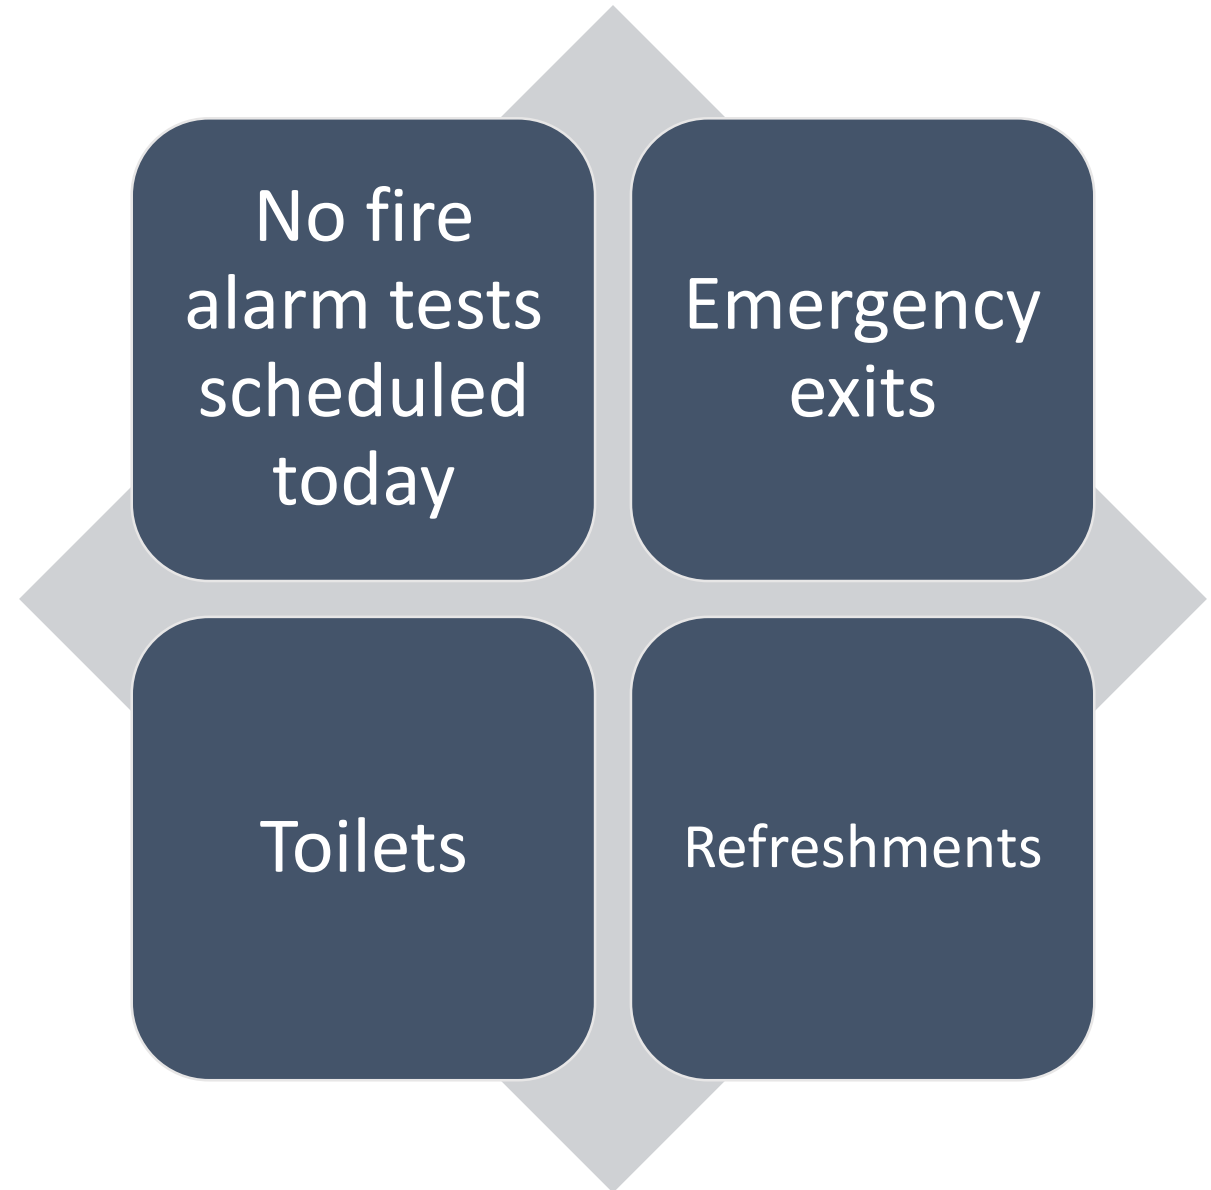 No fire
alarm tests
scheduled
today
Emergency
exits
Toilets
Refreshments